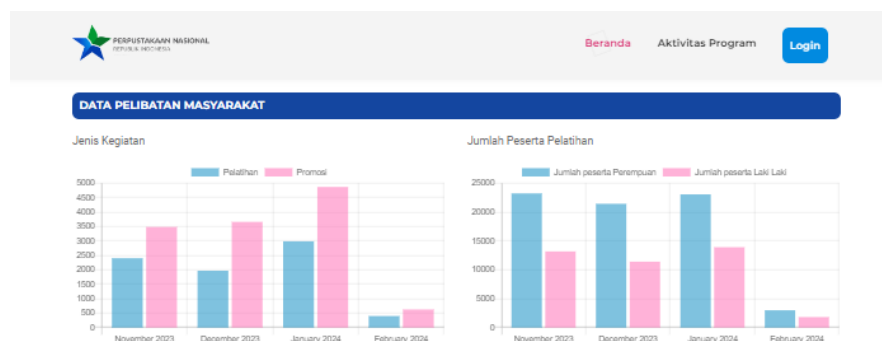 PERPUSTAKAAN NASIONAL
REPUBLIK INDONESIA
Beranda
Aktivitas Program
Login
DATA PELIBATAN MASYARAKAT
Jenis Kegiatan
Pelatihan Promosi
5000
4500
4000
3500
3000
2500
2000
1500
1000
500
0
November 2023 December 2023 January 2024 February 2024
Jumlah Peserta Pelatihan
Jumlah peserta Perempuan Jumlah peserta Laki Laki
25000
20000
15000
10000
5000
0
November 2023 December 2023 January 2024 February 2024